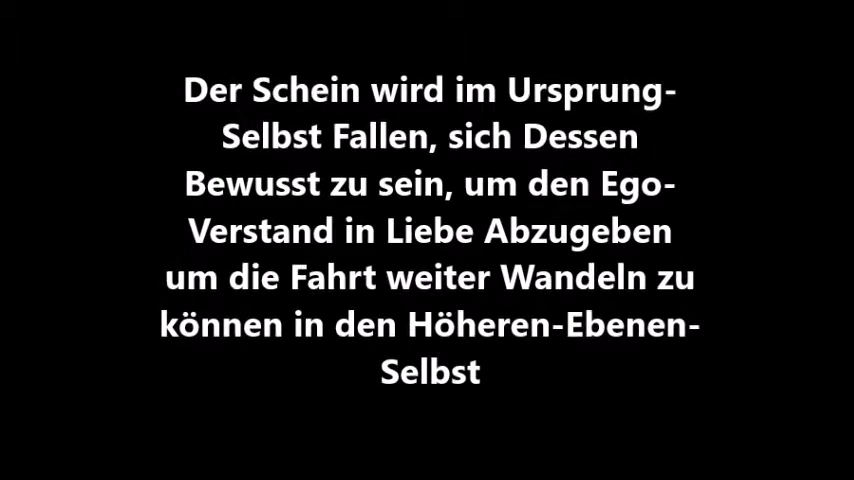 Der Schein wird im Ursprung-
Selbst Fallen, sich Dessen
Bewusst zu sein, um den Ego-
Verstand in Liebe Abzugeben
um die Fahrt weiter Wandeln zu
können in den Höheren-Ebenen-
Selbst